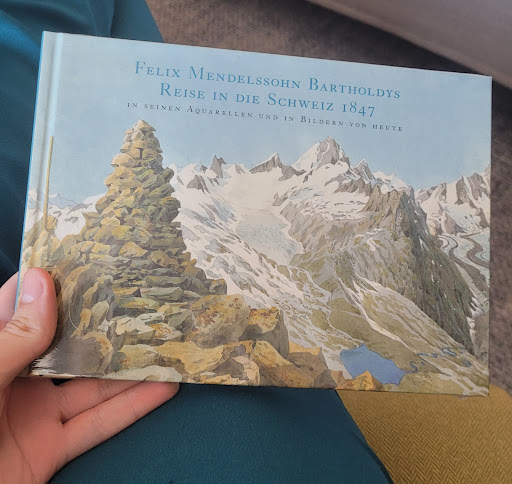 Felix Mendelssohn Bartholdys
Reise in die Schweiz 1847
in seinen Aquarellen und in Bildern von heute